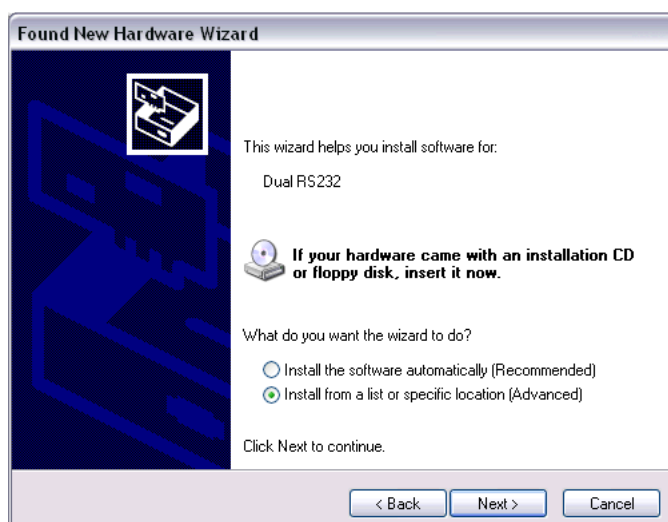 Found New Hardware Wizard
This wizard helps you install software for:
Dual RS232
If your hardware came with an installation CD
or floppy disk, insert it now.
What do you want the wizard to do?
Install the software automatically (Recommended)
Install from a list or specific location (Advanced)
Click Next to continue.
< Back
Next >
Cancel